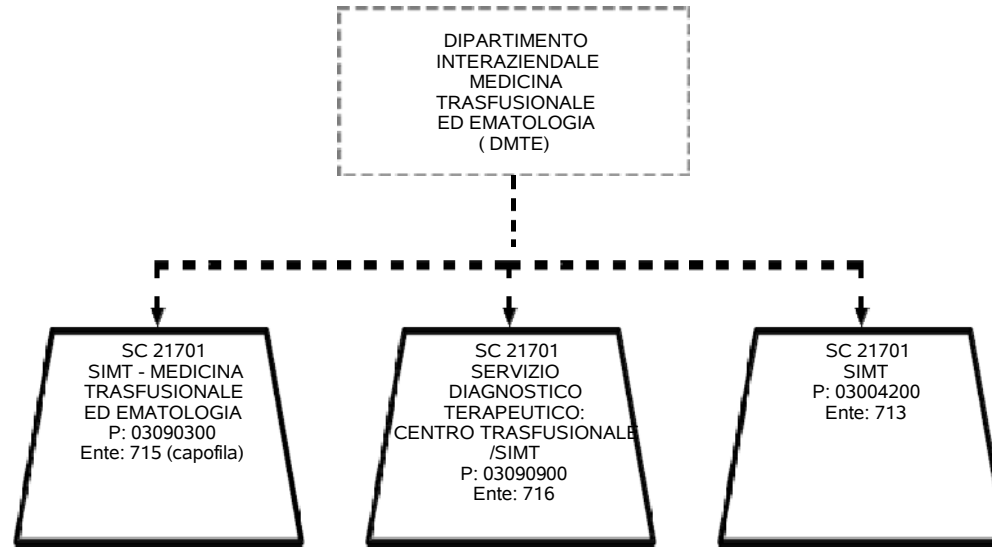 DIPARTIMENTO
INTERAZIENDALE
MEDICINA
TRASFUSIONALE
ED EMATOLOGIA
( DMTE)
SC 21701
SIMT - MEDICINA
TRASFUSIONALE
ED EMATOLOGIA
P: 03090300
Ente: 715 (capofila)
SC 21701
SERVIZIO
DIAGNOSTICO
TERAPEUTICO:
CENTRO TRASFUSIONALE
/SIMT
P: 03090900
Ente: 716
SC 21701
SIMT
P: 03004200
Ente: 713